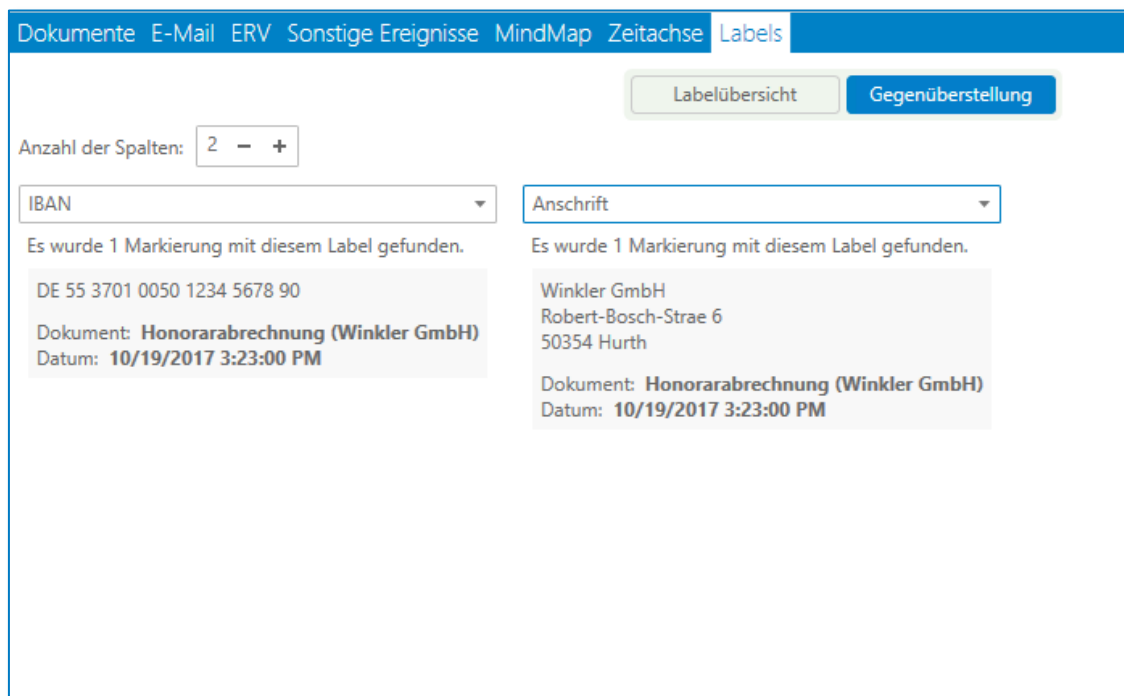 Dokumente E-Mail ERV Sonstige Ereignisse MindMap Zeitachse Labels
Labelübersicht Gegenüberstellung
Anzahl der Spalten: 2 − +
IBAN
Es wurde 1 Markierung mit diesem Label gefunden.
DE 55 3701 0050 1234 5678 90
Dokument: Honorarabrechnung (Winkler GmbH)
Datum: 10/19/2017 3:23:00 PM
Anschrift
Es wurde 1 Markierung mit diesem Label gefunden.
Winkler GmbH
Robert-Bosch-Strae 6
50354 Hurth
Dokument: Honorarabrechnung (Winkler GmbH)
Datum: 10/19/2017 3:23:00 PM